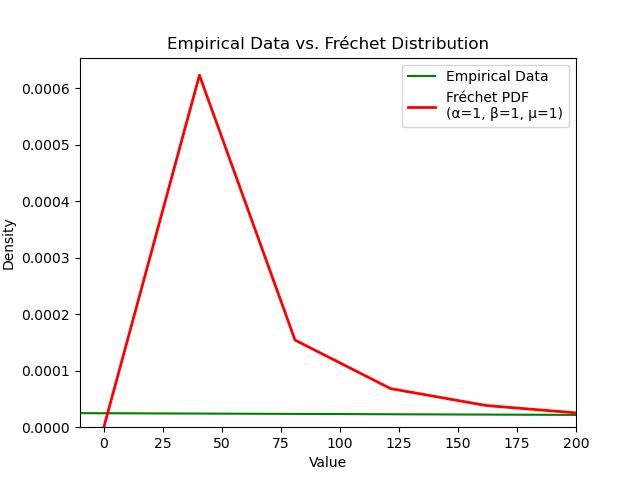 Empirical Data vs. Fréchet Distribution
Empirical Data
Fréchet PDF
(α=1, β=1, μ=1)
Density
0.0006
0.0005
0.0004
0.0003
0.0002
0.0001
0.0000
0 25 50 75 100 125 150 175 200
Value